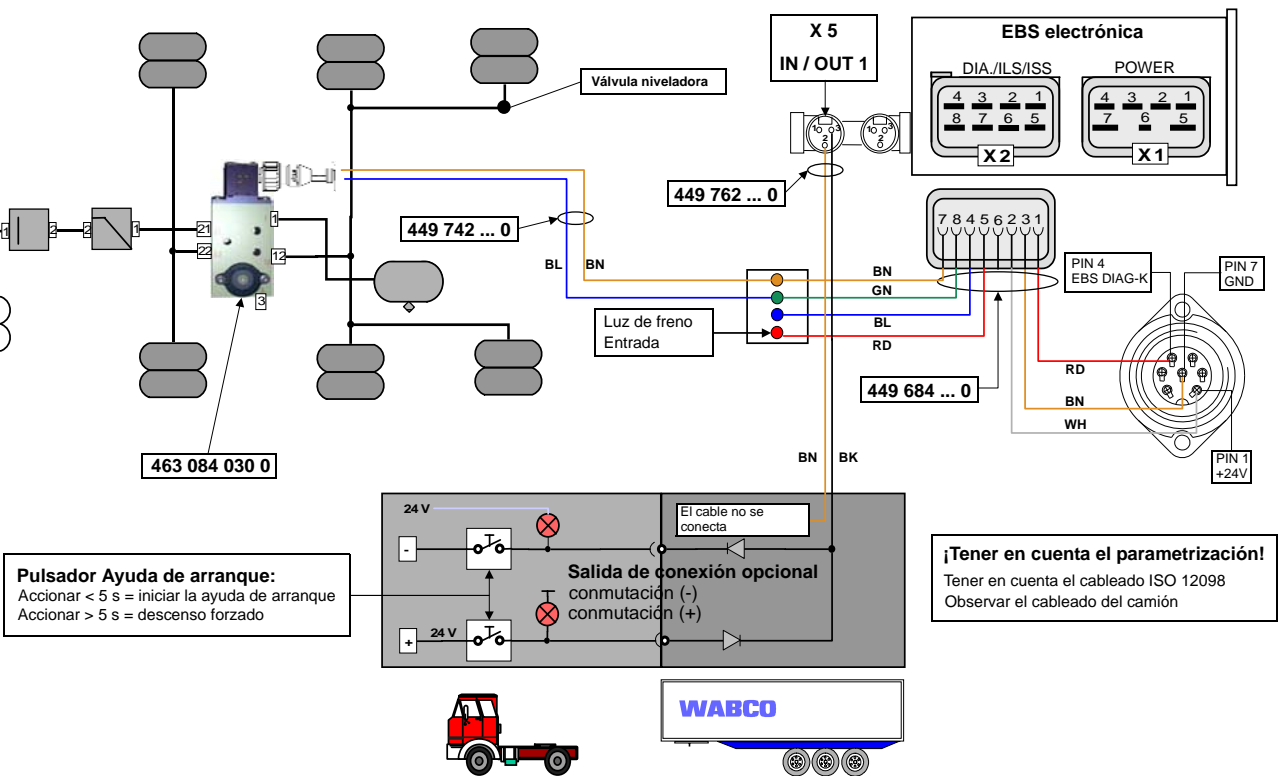 X 5
IN / OUT 1
EBS electrónica
DIA./ILS/ISS
POWER
4 3 2 1
8 7 6 5
X 2
4 3 2 1
7 6 5
X 1
Válvula niveladora
1 3
2
3
2
449 762 ... 0
449 742 ... 0
1 2
2 1
21
22
1
12
3
BL
BN
7 8 4 5 6 2 3 1
BN
GN
BL
RD
Luz de freno
Entrada
449 684 ... 0
PIN 4
EBS DIAG-K
PIN 7
GND
RD
BN
WH
PIN 1
+24V
463 084 030 0
BN
BK
24 V
El cable no se
conecta
-
Pulsador Ayuda de arranque:
Accionar < 5 s = iniciar la ayuda de arranque
Accionar > 5 s = descenso forzado
Salida de conexión opcional
conmutación (-)
conmutación (+)
24 V
+
¡Tener en cuenta el parametrización!
Tener en cuenta el cableado ISO 12098
Observar el cableado del camión
WABCO